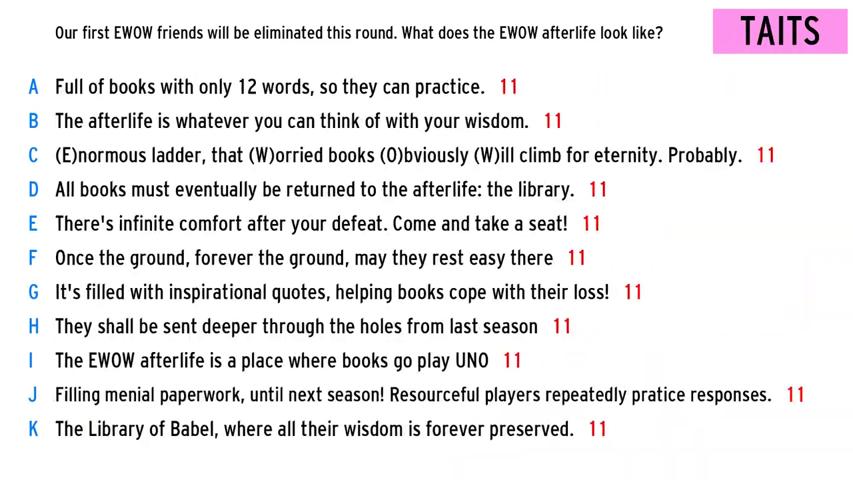 Our first EWOW friends will be eliminated this round. What does the EWOW afterlife look like?
TAITS
A Full of books with only 12 words, so they can practice. 11
B The afterlife is whatever you can think of with your wisdom. 11
C (E)normous ladder, that (W)orried books (O)bviously (W)ill climb for eternity. Probably. 11
D All books must eventually be returned to the afterlife: the library. 11
E There's infinite comfort after your defeat. Come and take a seat! 11
F Once the ground, forever the ground, may they rest easy there 11
G It's filled with inspirational quotes, helping books cope with their loss! 11
H They shall be sent deeper through the holes from last season 11
I The EWOW afterlife is a place where books go play UNO 11
J Filling menial paperwork, until next season! Resourceful players repeatedly pratice responses. 11
K The Library of Babel, where all their wisdom is forever preserved. 11